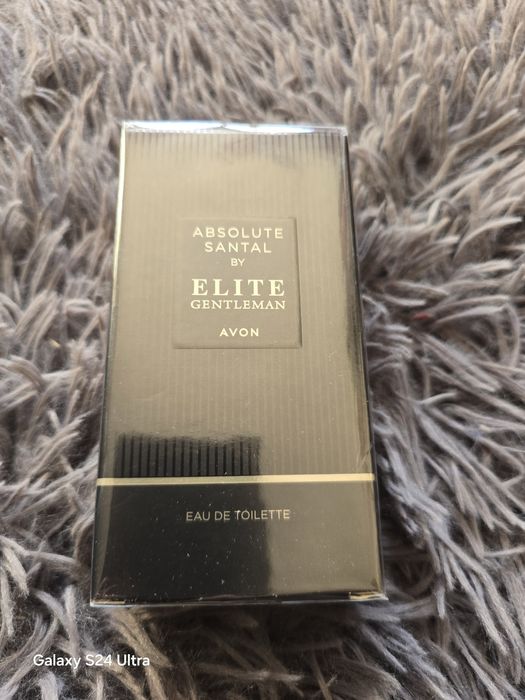 ABSOLUTE
SANTAL
BY
ELITE
GENTLEMAN
AVON
EAU DE TOILETTE
Galaxy S24 Ultra